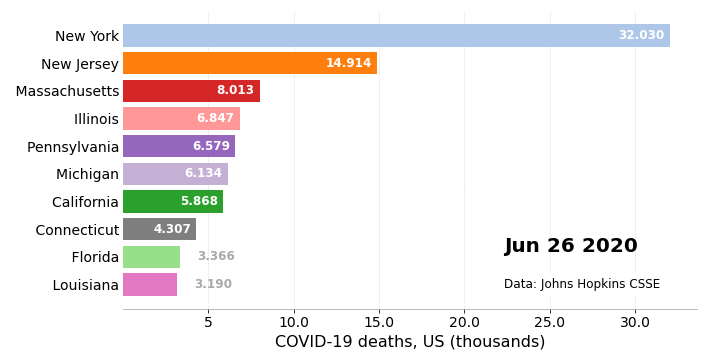 New York 32.030
New Jersey 14.914
Massachusetts 8.013
Illinois 6.847
Pennsylvania 6.579
Michigan 6.134
California 5.868
Connecticut 4.307
Florida 3.366
Louisiana 3.190
Jun 26 2020
Data: Johns Hopkins CSSE
5 10.0 15.0 20.0 25.0 30.0
COVID-19 deaths, US (thousands)